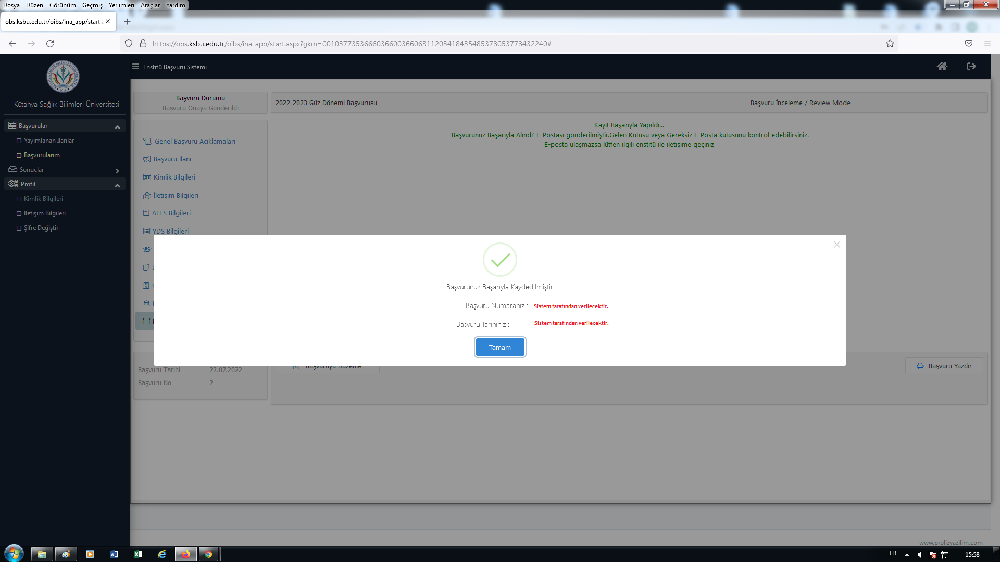 Dosya Düzen Görünüm Geçmiş Yer imleri Araçlar Yardım
obs.ksbu.edu.tr/oibs/ina_app/start.a
https://obs.ksbu.edu.tr/oibs/ina_app/start.aspx?gkm=001037735366603660036606311203418435485378053778432240#
Kütahya Sağlık Bilimleri Üniversitesi
Başvurular
Yayımlanan İlanlar
Başvurularım
Sonuçlar
Profil
Kimlik Bilgileri
İletişim Bilgileri
Şifre Değiştir
Enstitü Başvuru Sistemi
Başvuru Durumu
Başvuru Onaya Gönderildi
2022-2023 Güz Dönemi Başvurusu
Başvuru İnceleme / Review Mode
Kayıt Başarıyla Yapıldı...
'Başvurunuz Başarıyla Alındı' E-Postası gönderilmiştir.Gelen Kutusu veya Gereksiz E-Posta kutusunu kontrol edebilirsiniz.
E-posta ulaşmazsa lütfen ilgili enstitü ile iletişime geçiniz
Genel Başvuru Açıklamaları
Başvuru İlanı
Kimlik Bilgileri
İletişim Bilgileri
ALES Bilgileri
YDS Bilgileri
Başvurunuz Başarıyla Kaydedilmiştir
Başvuru Numaranız : Sistem tarafından verilecektir.
Başvuru Tarihiniz : Sistem tarafından verilecektir.
Tamam
Başvuruyu Düzenle
Başvuru Yazdır
Başvuru Tarihi 22.07.2022
Başvuru No 2
www.prolizyazilim.com
TR
15:58